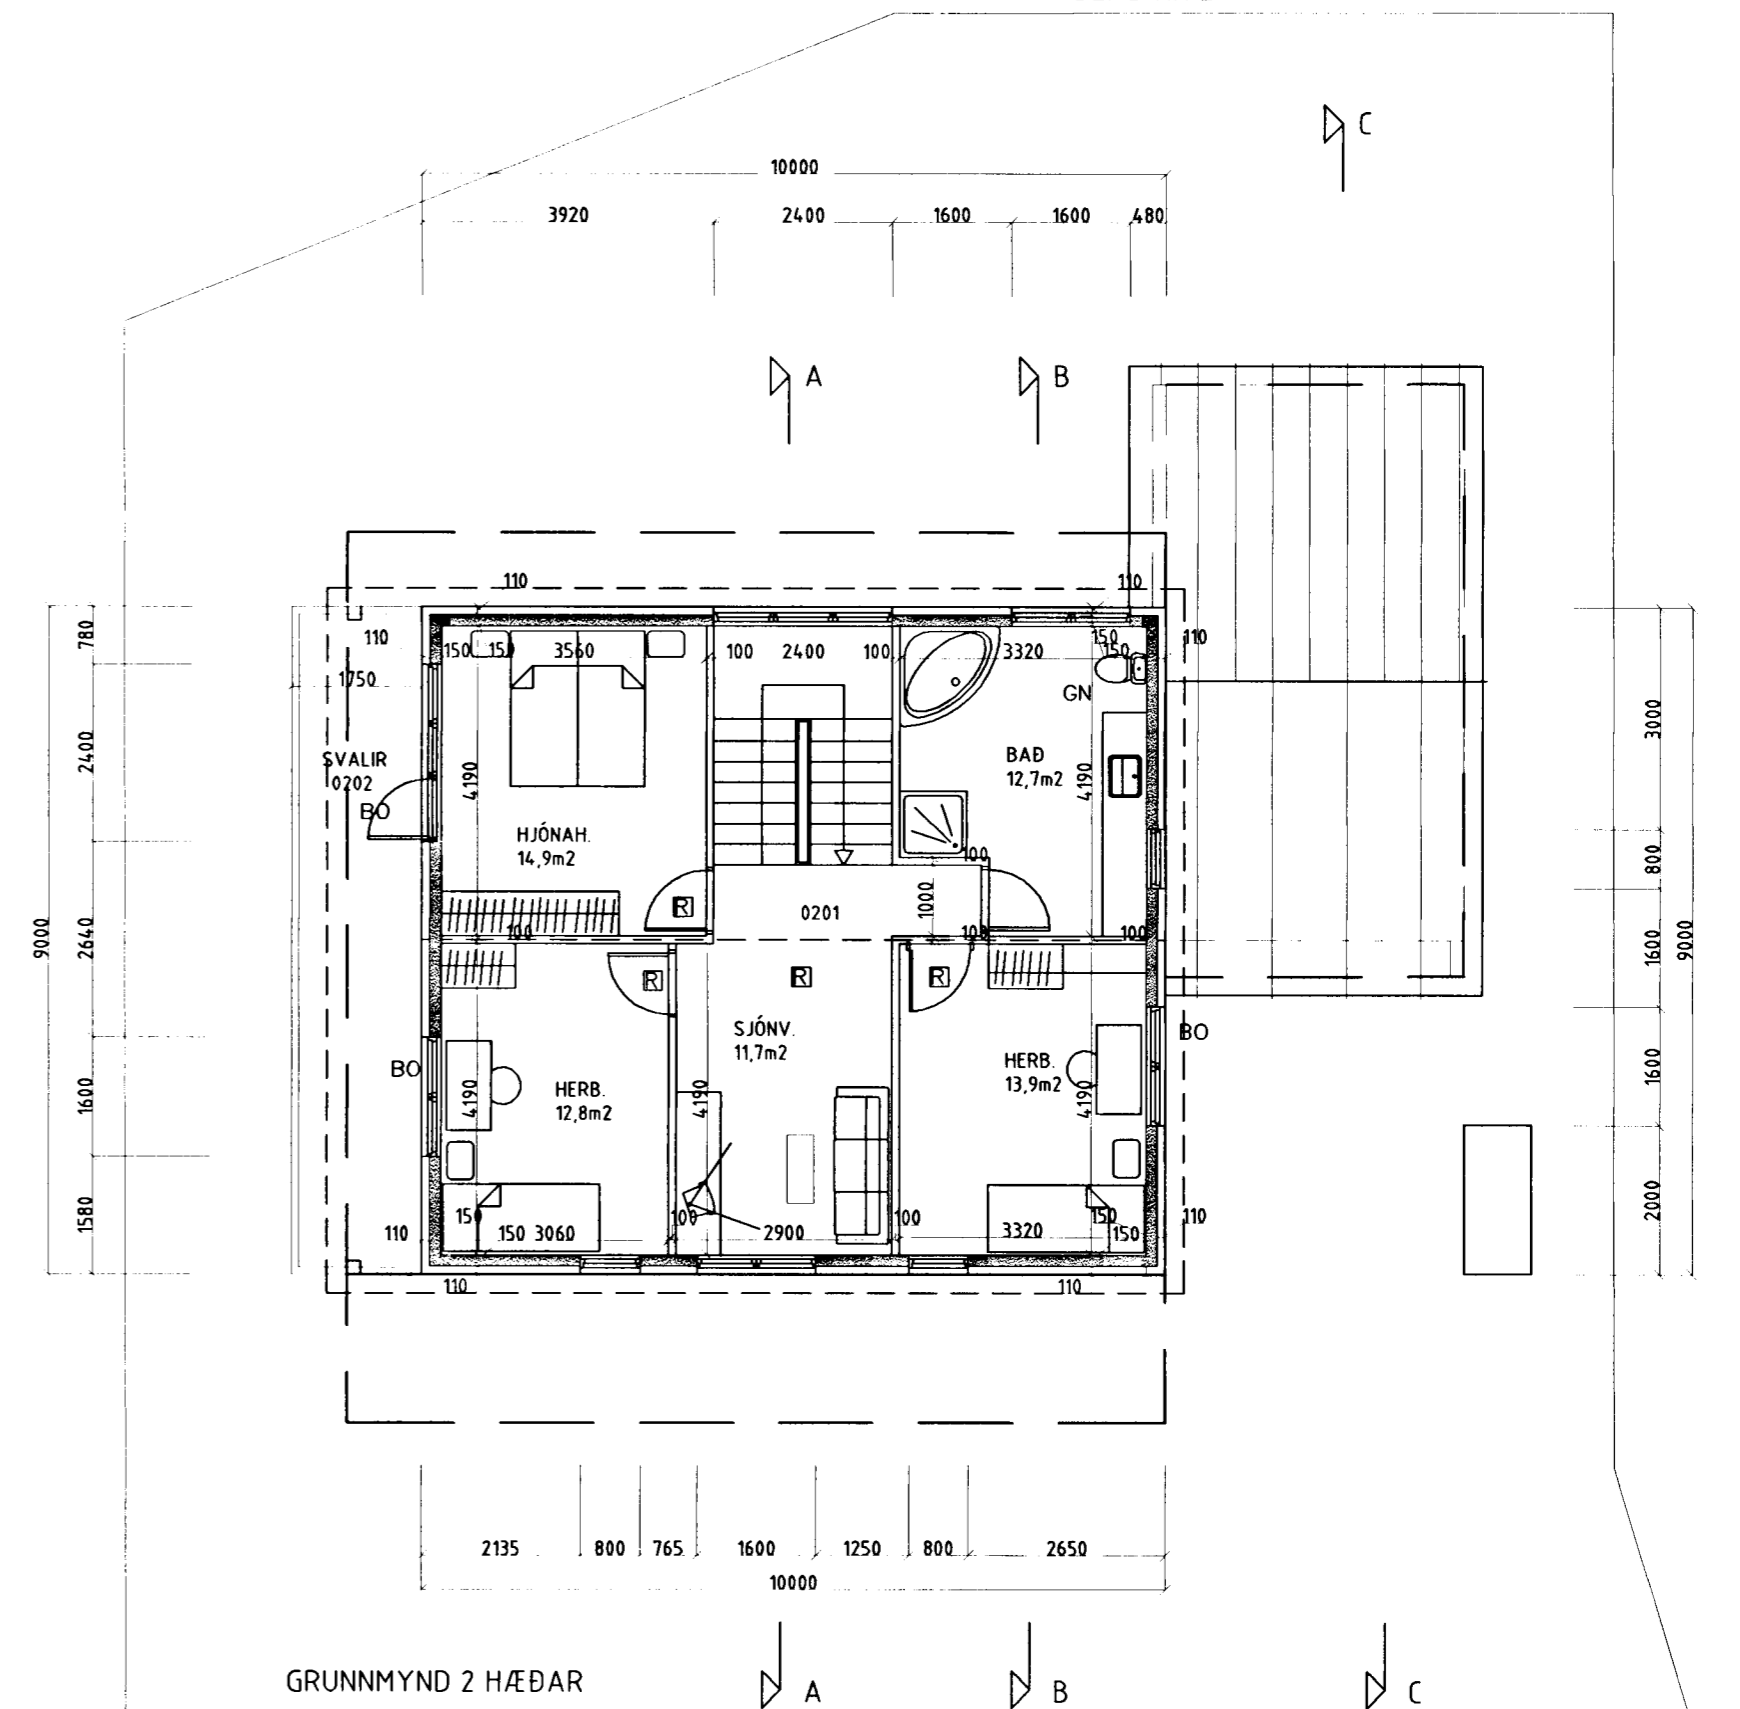 C
10000
3920 2400 1600 1600 480
A B
110 110
110 150 150 3560 100 2400 100 3320 150 150 110
1750
GN
780
2400
2640
1600
1580
9000
SVALIR
0202
BO
4190
HJÓNAH.
14,9m2
BAÐ
12,7m2
4190
3000
800
1600
1600
2000
9000
R
0201
1000
100
100 100 100
R R R
BO
SJÓNV.
11,7m2
BO
HERB.
12,8m2
4190
4190
HERB.
13,9m2
4190
110 150 150 3060 100 2900 100 3320 150 150 110
110 110
2135 800 765 1600 1250 800 2650
10000
GRUNNMYND 2 HÆÐAR
A B C